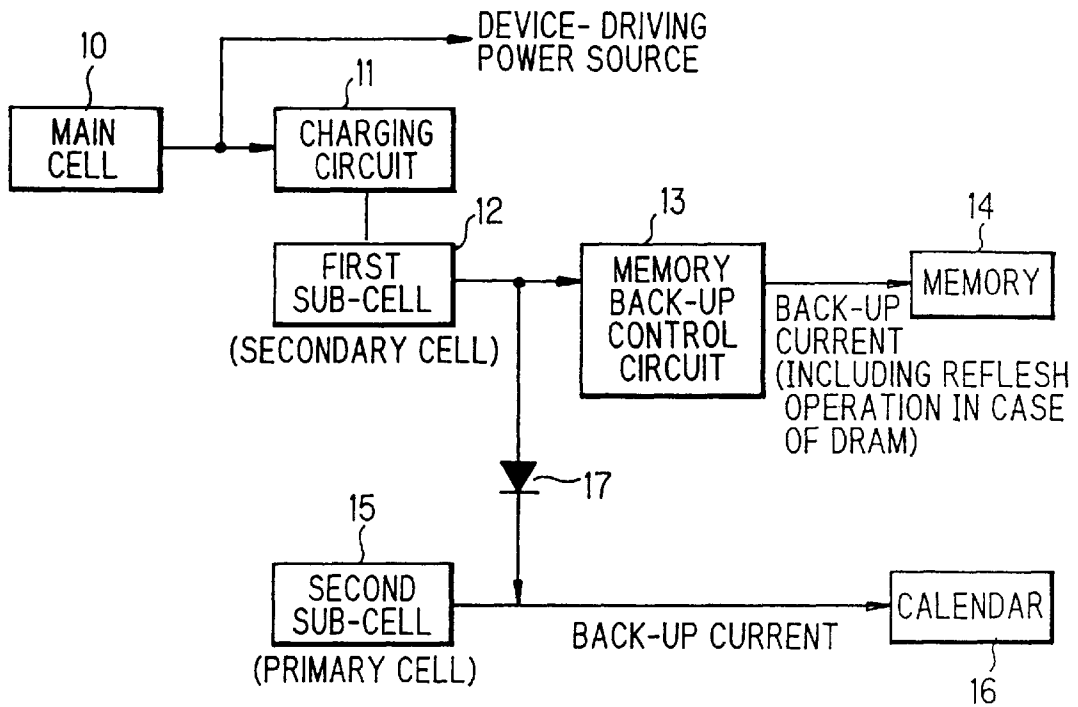 DEVICE- DRIVING
POWER SOURCE
10
11
MAIN
CELL
CHARGING
CIRCUIT
12
13
14
FIRST
SUB-CELL
(SECONDARY CELL)
MEMORY
BACK-UP
CONTROL
CIRCUIT
MEMORY
BACK-UP
CURRENT
(INCLUDING REFLESH
OPERATION IN CASE
OF DRAM)
17
15
SECOND
SUB-CELL
(PRIMARY CELL)
BACK-UP CURRENT
CALENDAR
16